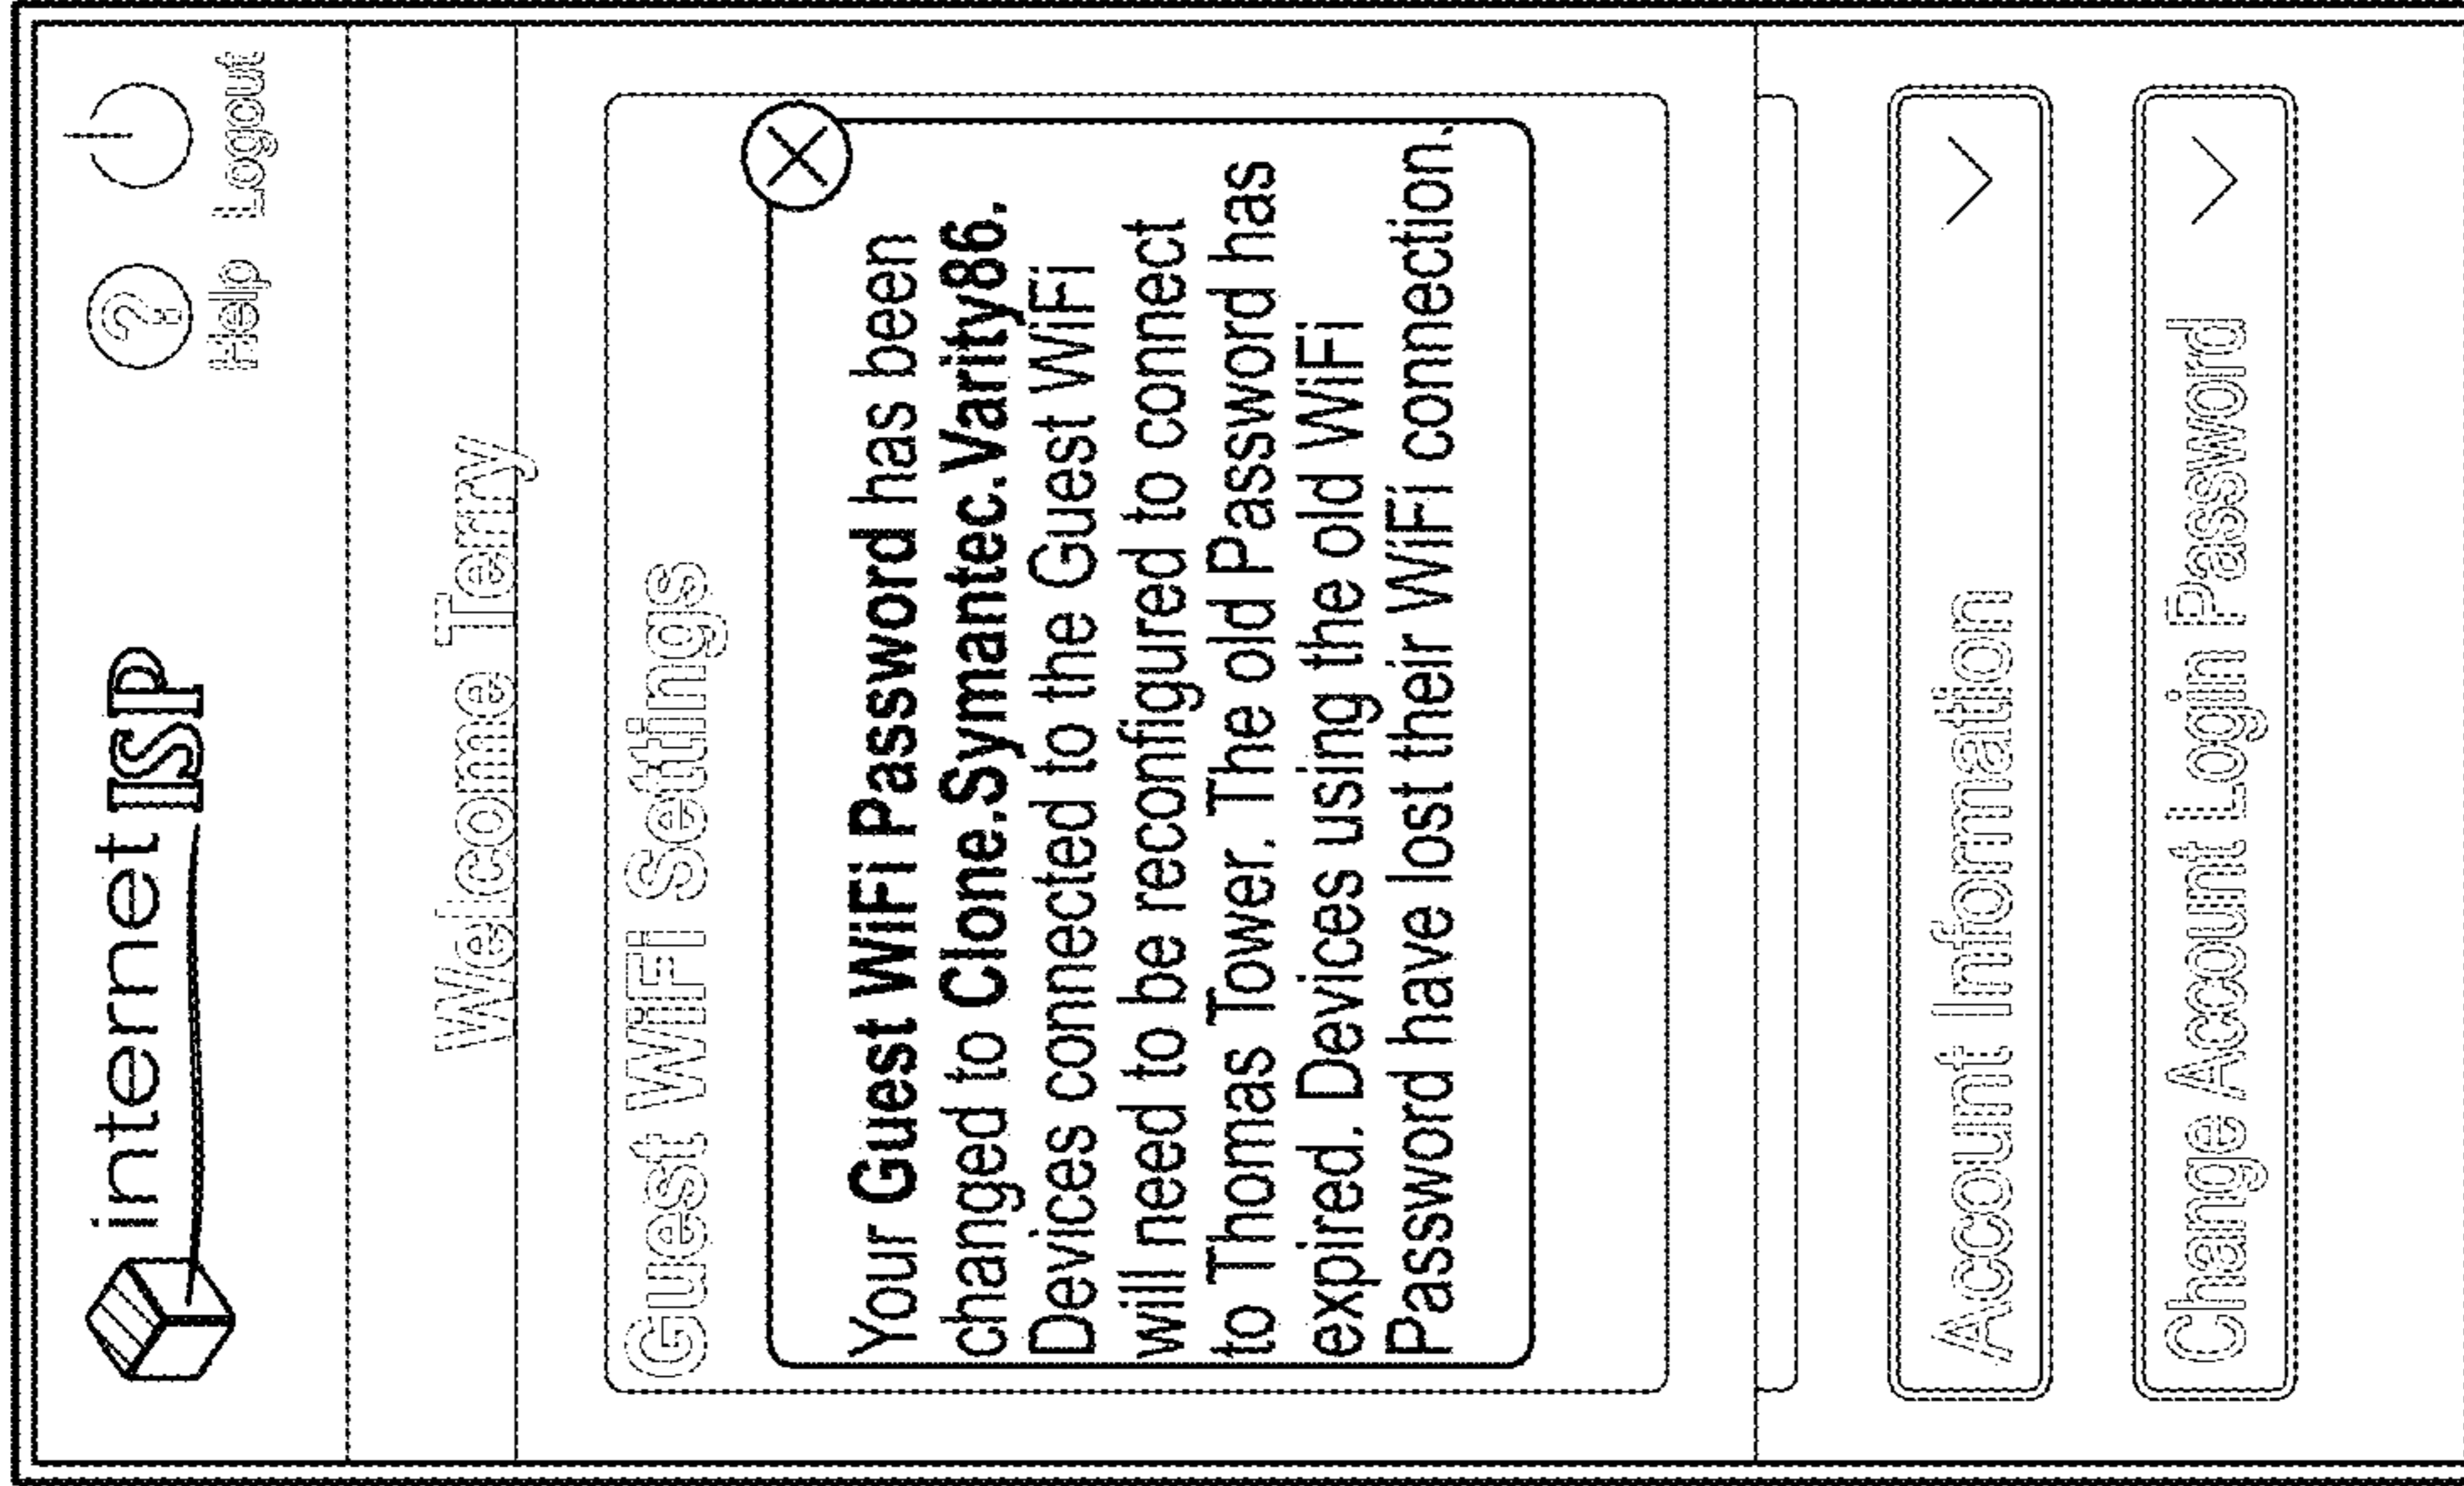 internet ISP
?
Help Logout
Welcome Terry
Guest WiFi Settings
Your Guest WiFi Password has been
changed to Clone.Symantec.Varity86.
Devices connected to the Guest WiFi
will need to be reconfigured to connect
to Thomas Tower. The old Password has
expired. Devices using the old WiFi
Password have lost their WiFi connection.
Account Information
Change Account Login Password